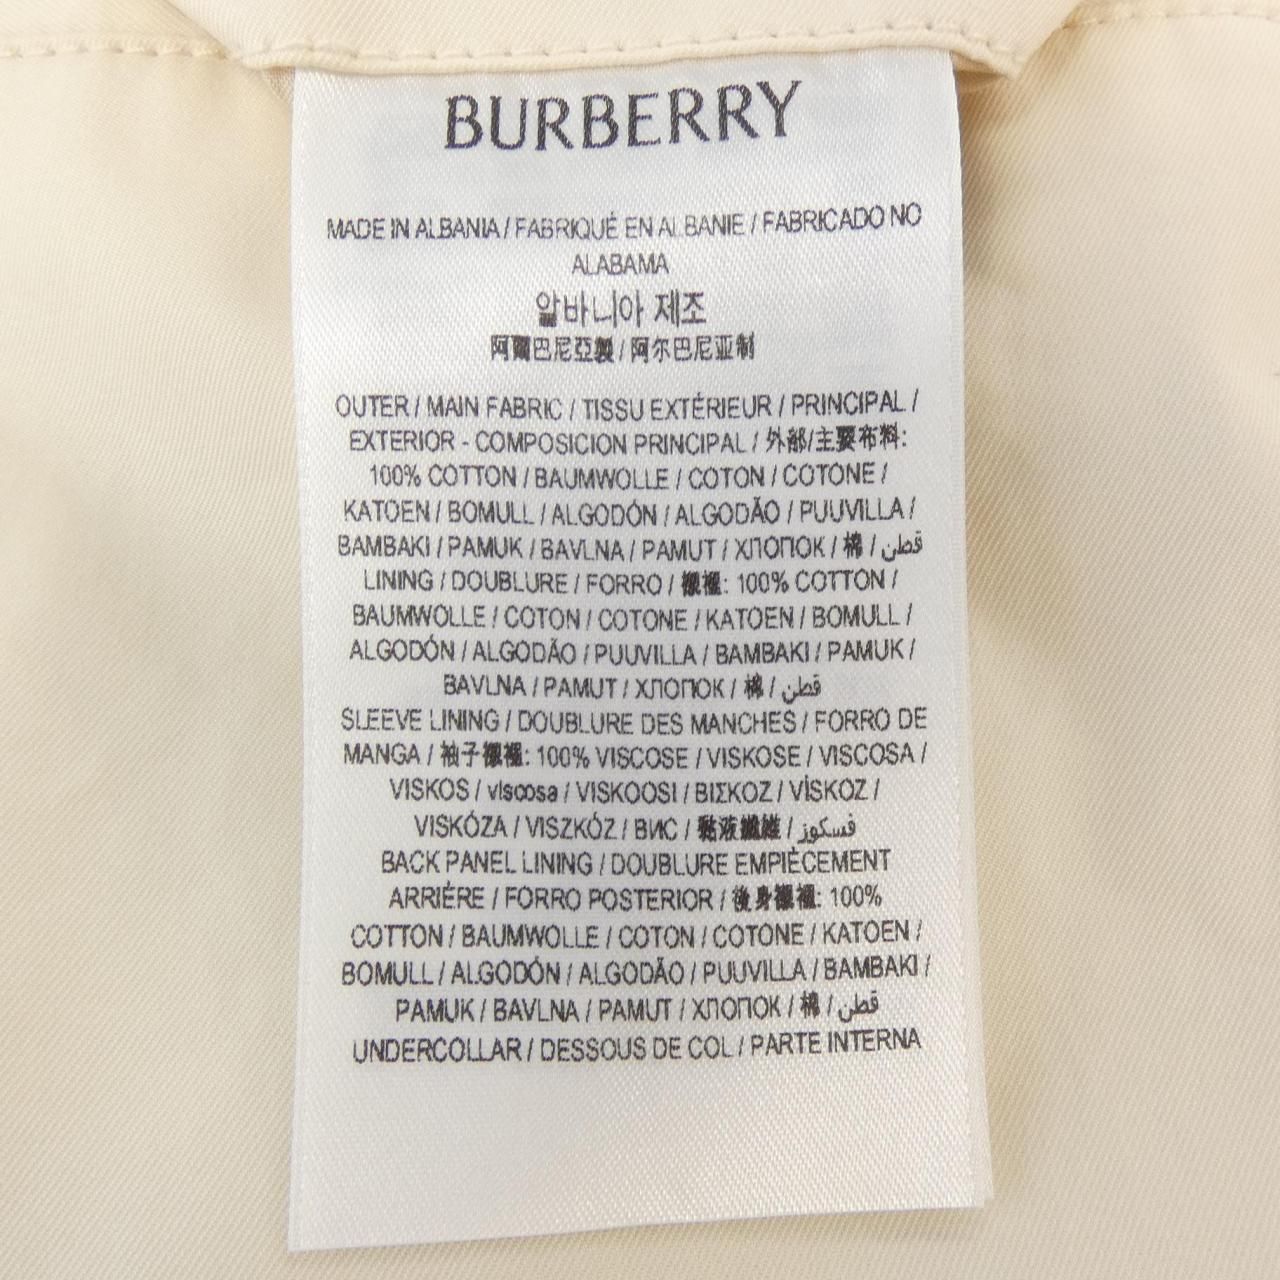 BURBERRY
MADE IN ALBANIA / FABRIQUÉ EN ALBANIE / FABRICADO NO
ALABAMA
알바니아 제조
阿爾巴尼亞製 / 阿尔巴尼亚制
OUTER / MAIN FABRIC / TISSU EXTÉRIEUR / PRINCIPAL /
EXTERIOR - COMPOSICION PRINCIPAL / 外部/主要布料:
100% COTTON / BAUMWOLLE / COTON / COTONE /
KATOEN / BOMULL / ALGODÓN / ALGODÃO / PUUVILLA /
BAMBAKI / PAMUK / BAVLNA / PAMUT / ХЛОПОК / 棉 / قطن
LINING / DOUBLURE / FORRO / 襯裡: 100% COTTON /
BAUMWOLLE / COTON / COTONE / KATOEN / BOMULL /
ALGODÓN / ALGODÃO / PUUVILLA / BAMBAKI / PAMUK /
BAVLNA / PAMUT / ХЛОПОК / 棉 / قطن
SLEEVE LINING / DOUBLURE DES MANCHES / FORRO DE
MANGA / 袖子襯裡: 100% VISCOSE / VISKOSE / VISCOSA /
VISKOS / viscosa / VISKOOSI / ΒΙΣΚΟΖ / VİSKOZ /
VISKÓZA / VISZKÓZ / ВИС / 黏液纖維 / فسكوز
BACK PANEL LINING / DOUBLURE EMPIÈCEMENT
ARRIÈRE / FORRO POSTERIOR / 後身襯裡: 100%
COTTON / BAUMWOLLE / COTON / COTONE / KATOEN /
BOMULL / ALGODÓN / ALGODÃO / PUUVILLA / BAMBAKI /
PAMUK / BAVLNA / PAMUT / ХЛОПОК / 棉 / قطن
UNDERCOLLAR / DESSOUS DE COL / PARTE INTERNA